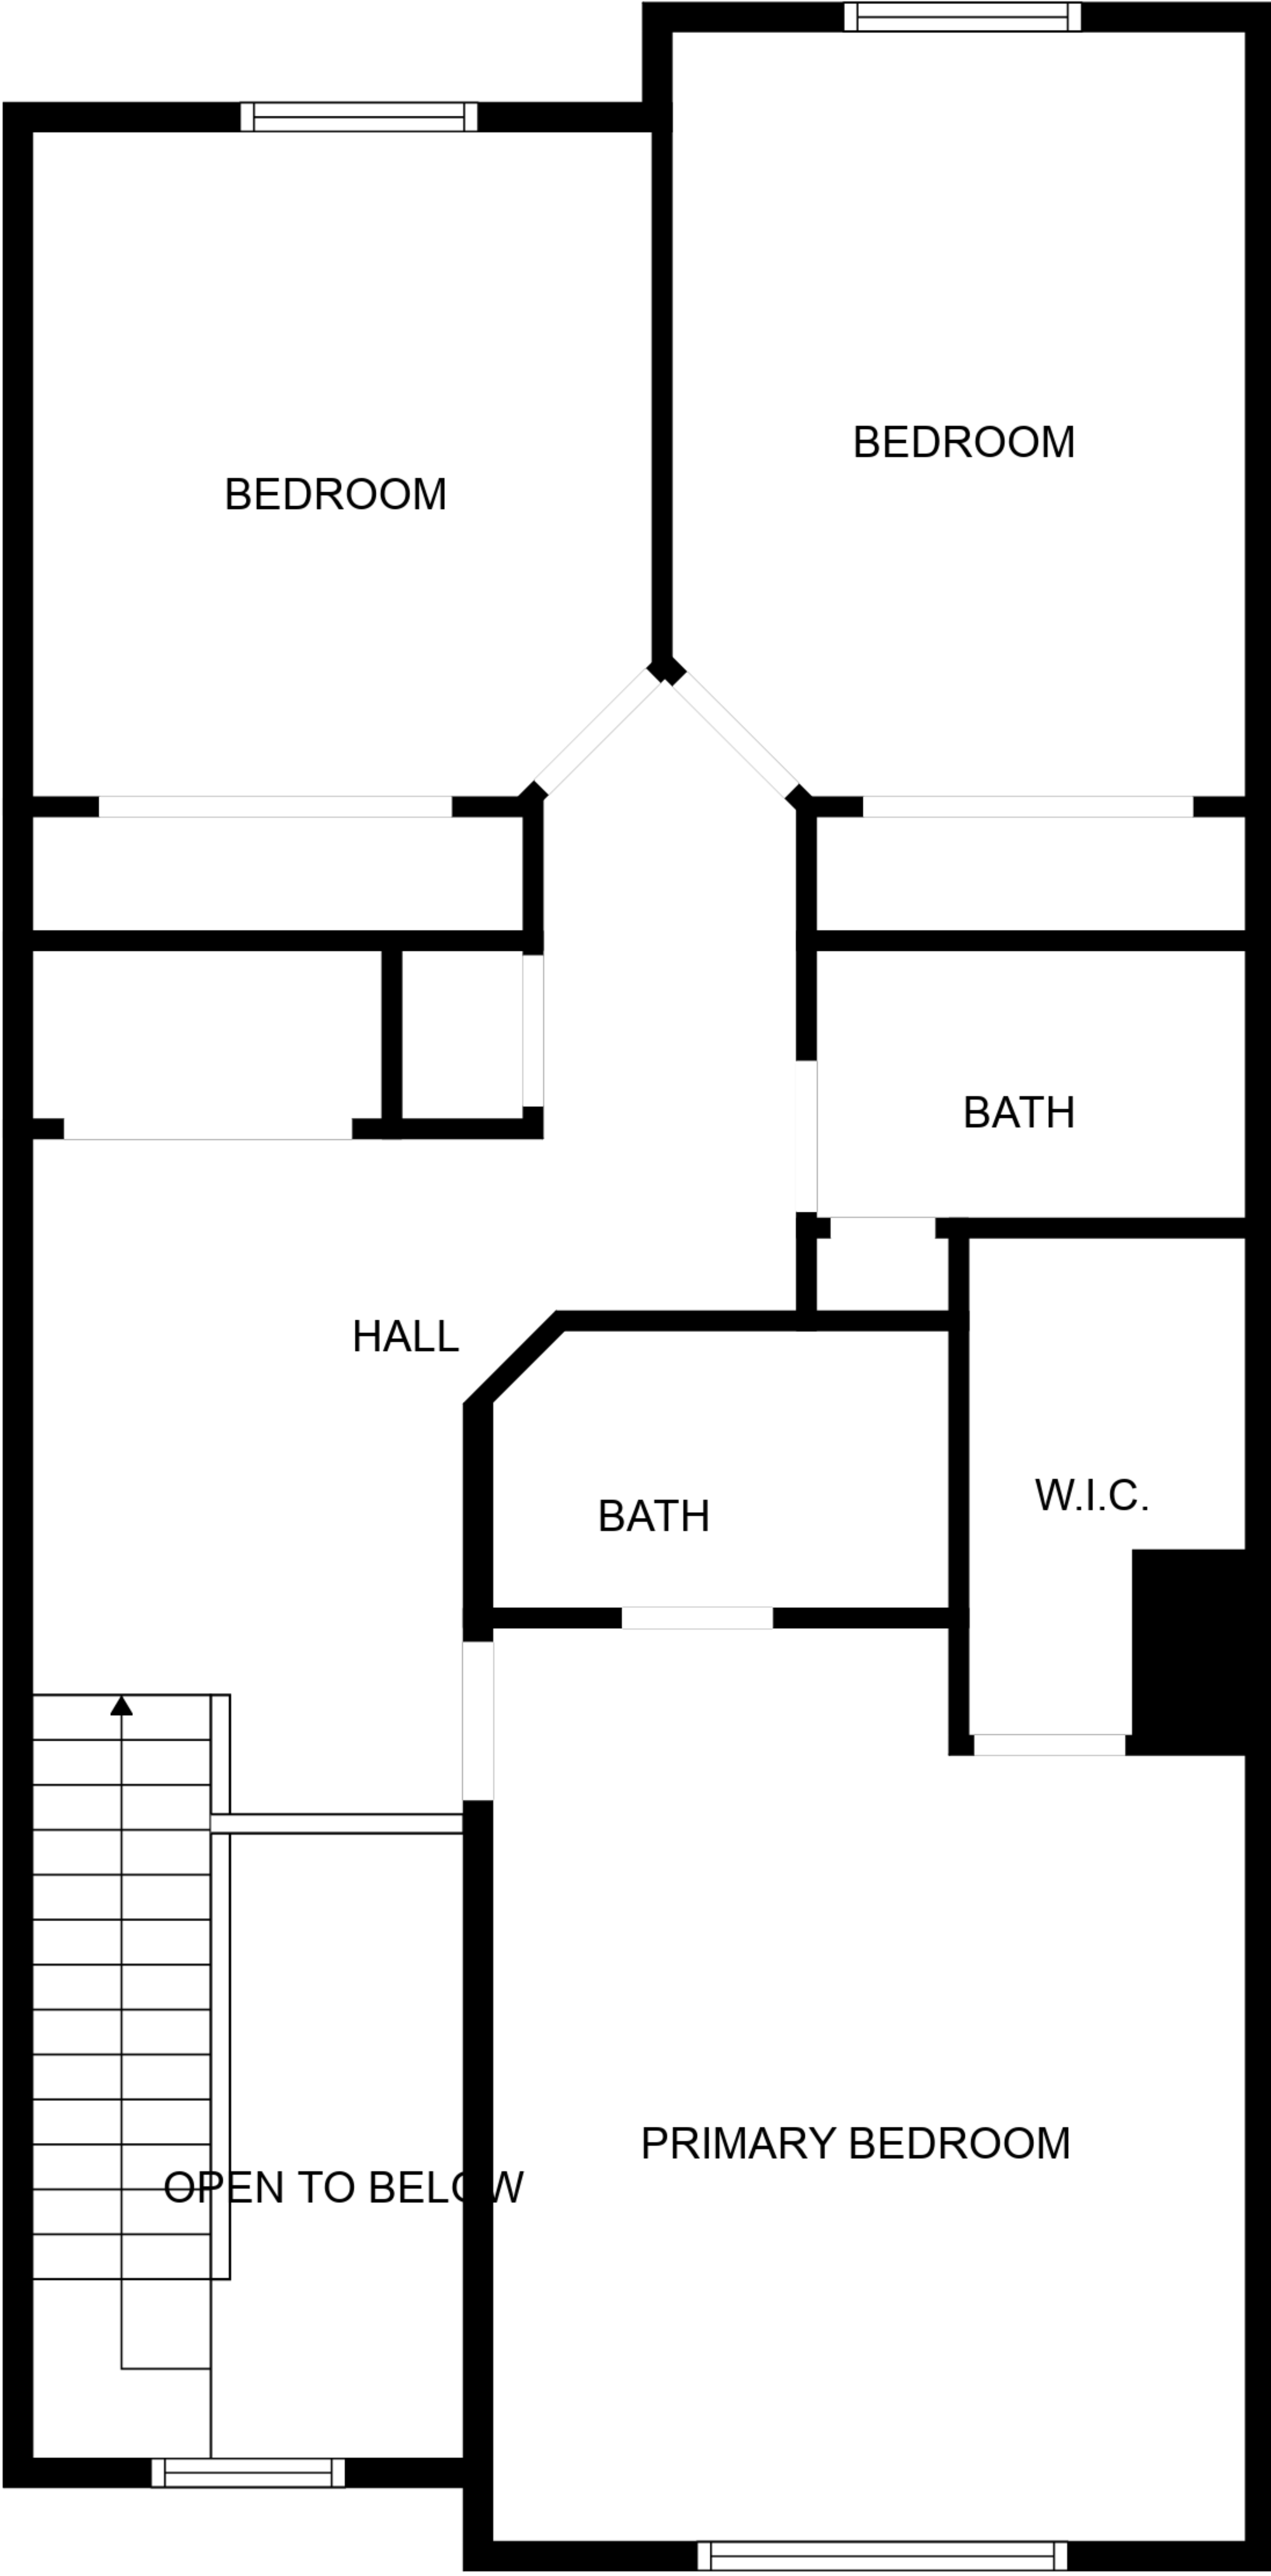 BEDROOM
BEDROOM
BATH
HALL
W.I.C.
BATH
PRIMARY BEDROOM
OPEN TO BELOW